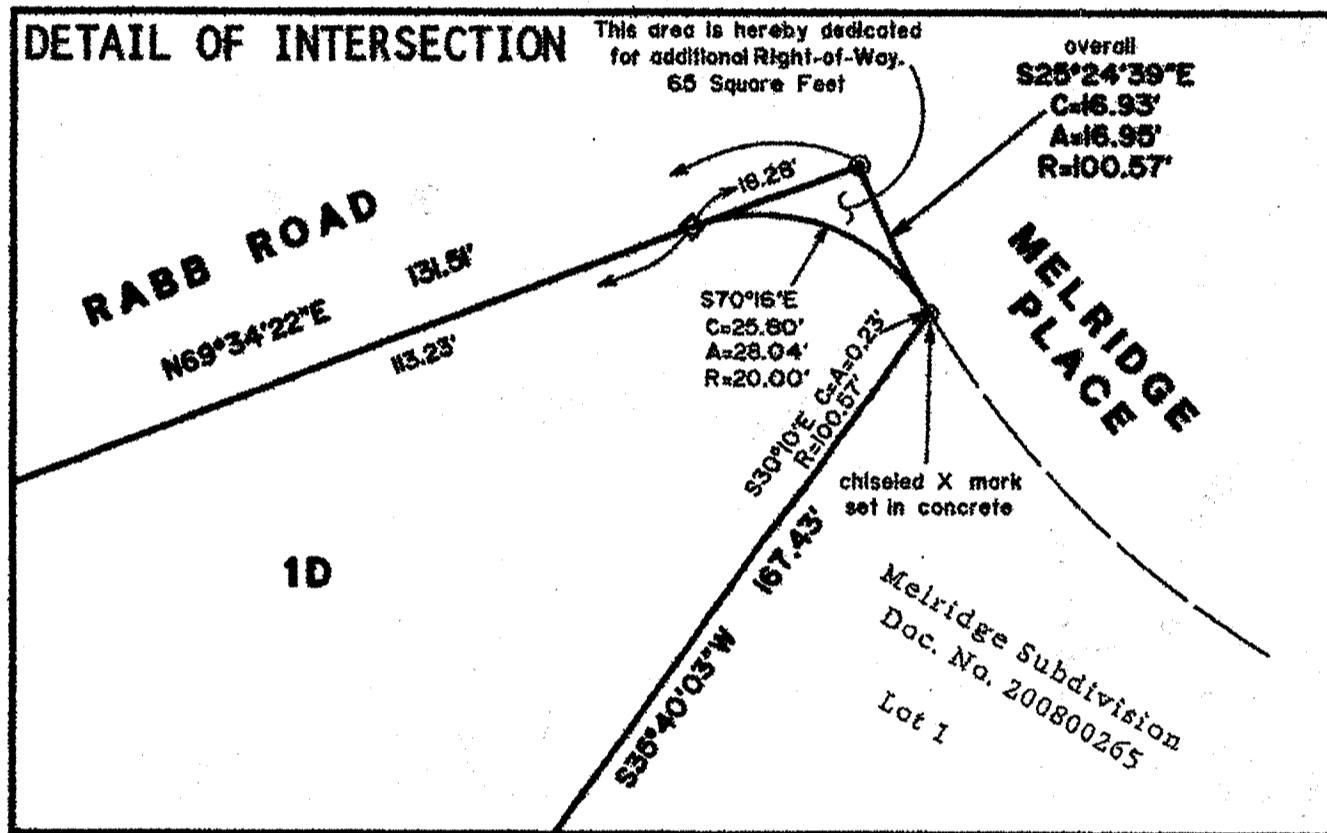 DETAIL OF INTERSECTION
This area is hereby dedicated
for additional Right-of-Way.
65 Square Feet
overall
S25°24'39"E
C=16.93'
A=16.95'
R=100.57'
18.28'
RABB ROAD
131.51'
N69°34'22"E
113.23'
MELRIDGE
PLACE
S70°16'E
C=25.80'
A=28.04'
R=20.00'
S30°10'E C=A=0.23'
R=100.57'
chiseled X mark
set in concrete
167.43'
S36°40'03"W
1D
Melridge Subdivision
Doc. No. 200800265
Lot 1